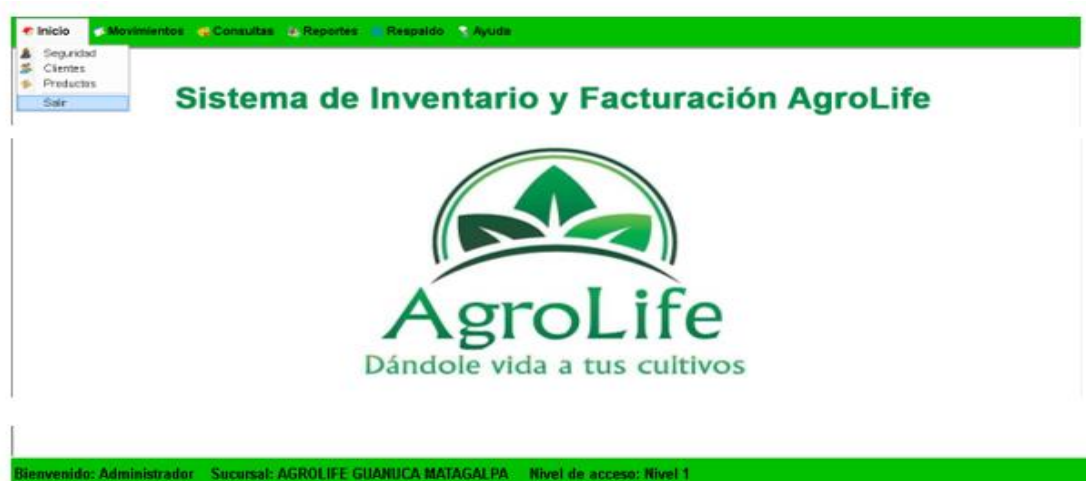 Inicio Movimientos Consultas Reportes Respaldo Ayuda
Seguridad
Clientes
Productos
Salir
Sistema de Inventario y Facturación AgroLife
AgroLife
Dándole vida a tus cultivos
Bienvenido: Administrador Sucursal: AGROLIFE GUANUCA MATAGALPA Nivel de acceso: Nivel 1